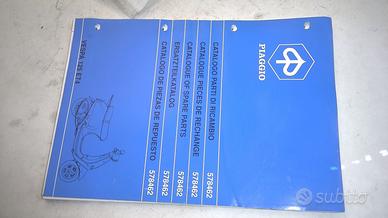 PIAGGIO
CATALOGO PARTI DI RICAMBIO 578462
CATALOGUE PIECES DE RECHANGE 578462
CATALOGUE OF SPARE PARTS 578462
ERSATZTEILKATALOG 578462
CATALOGO DE PIEZAS DE REPUESTO 578462
VESPA 125 ET4
subito